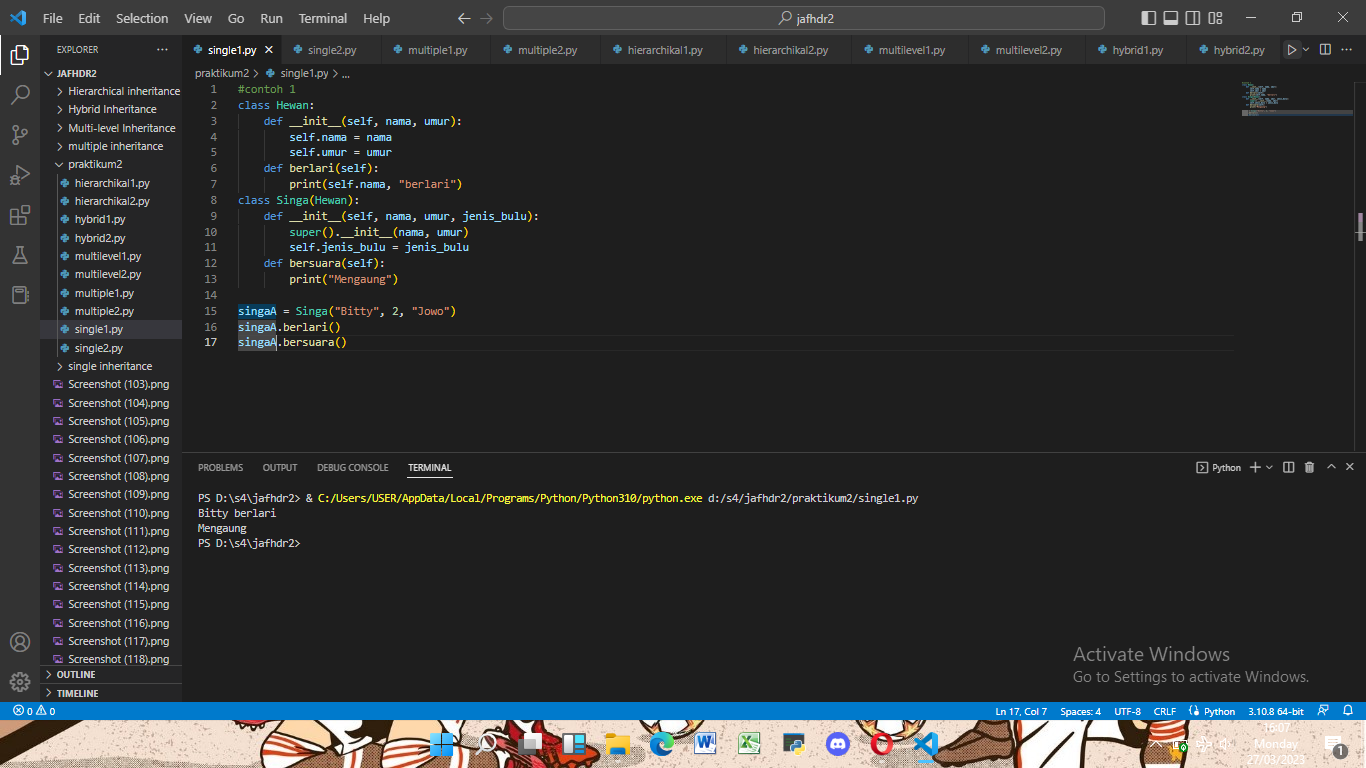 File Edit Selection View Go Run Terminal Help
jafhdr2
EXPLORER
single1.py
single2.py
multiple1.py
multiple2.py
hierarchikal1.py
hierarchikal2.py
multilevel1.py
multilevel2.py
hybrid1.py
hybrid2.py
JAFHDR2
Hierarchical inheritance
Hybrid Inheritance
Multi-level Inheritance
multiple inheritance
praktikum2
hierarchikal1.py
hierarchikal2.py
hybrid1.py
hybrid2.py
multilevel1.py
multilevel2.py
multiple1.py
multiple2.py
single1.py
single2.py
single inheritance
Screenshot (103).png
Screenshot (104).png
Screenshot (105).png
Screenshot (106).png
Screenshot (107).png
Screenshot (108).png
Screenshot (109).png
Screenshot (110).png
Screenshot (111).png
Screenshot (112).png
Screenshot (113).png
Screenshot (114).png
Screenshot (115).png
Screenshot (116).png
Screenshot (117).png
Screenshot (118).png
OUTLINE
TIMELINE
praktikum2 > single1.py > ...
1 #contoh 1
2 class Hewan:
3     def __init__(self, nama, umur):
4         self.nama = nama
5         self.umur = umur
6     def berlari(self):
7         print(self.nama, "berlari")
8 class Singa(Hewan):
9     def __init__(self, nama, umur, jenis_bulu):
10         super().__init__(nama, umur)
11         self.jenis_bulu = jenis_bulu
12     def bersuara(self):
13         print("Mengaung")
14
15 singaA = Singa("Bitty", 2, "Jowo")
16 singaA.berlari()
17 singaA.bersuara()
PROBLEMS OUTPUT DEBUG CONSOLE TERMINAL
Python
PS D:\s4\jafhdr2> & C:/Users/USER/AppData/Local/Programs/Python/Python310/python.exe d:/s4/jafhdr2/praktikum2/single1.py
Bitty berlari
Mengaung
PS D:\s4\jafhdr2>
Activate Windows
Go to Settings to activate Windows.
0 0
Ln 17, Col 7 Spaces: 4 UTF-8 CRLF Python 3.10.8 64-bit
16:07
Monday
27/03/2023
1